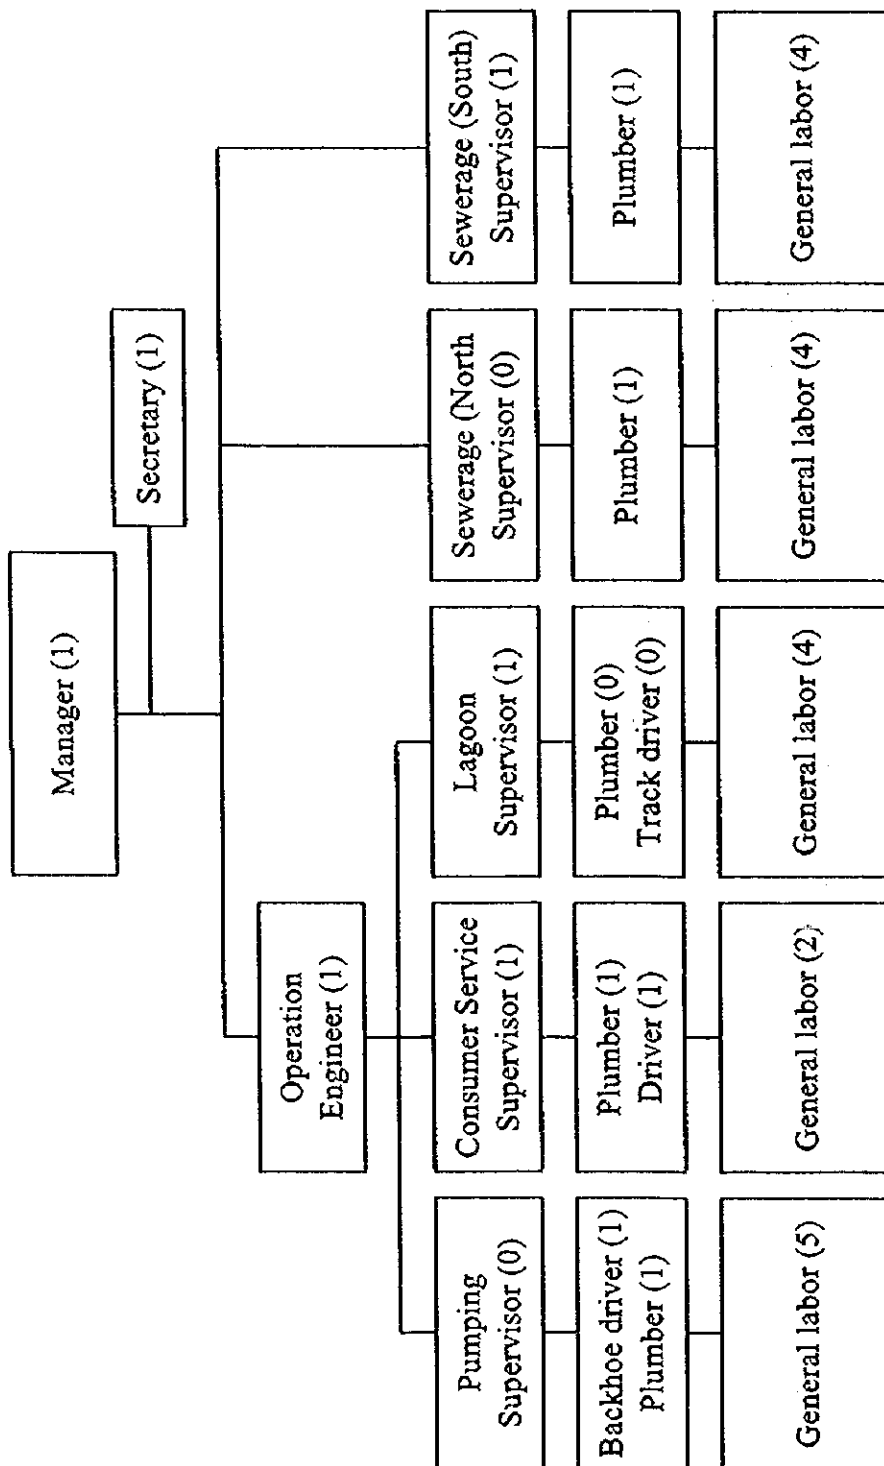 Manager (1)
Secretary (1)
Operation
Engineer (1)
Pumping
Supervisor (0)
Consumer Service
Supervisor (1)
Lagoon
Supervisor (1)
Sewerage (North
Supervisor (0)
Sewerage (South)
Supervisor (1)
Backhoe driver (1)
Plumber (1)
Plumber (1)
Driver (1)
Plumber (0)
Track driver (0)
Plumber (1)
Plumber (1)
General labor (5)
General labor (2)
General labor (4)
General labor (4)
General labor (4)